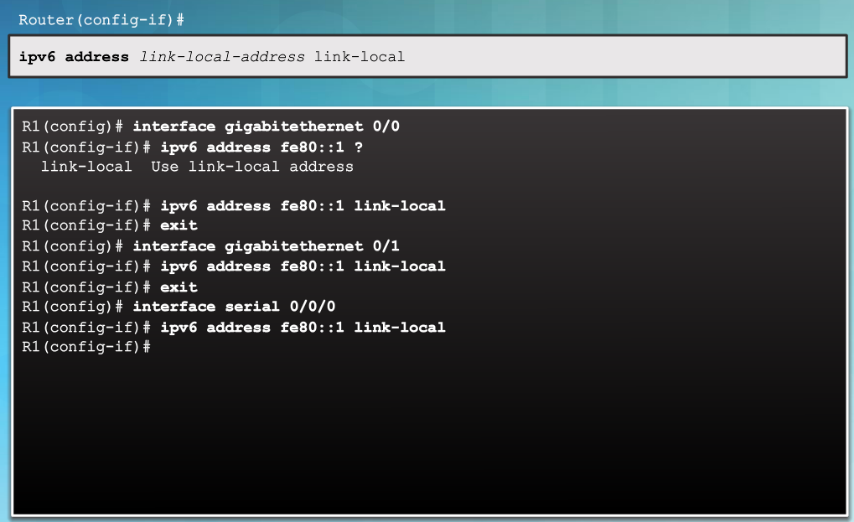 Router(config-if)#
ipv6 address link-local-address link-local
R1(config)# interface gigabitethernet 0/0
R1(config-if)# ipv6 address fe80::1 ?
  link-local  Use link-local address
R1(config-if)# ipv6 address fe80::1 link-local
R1(config-if)# exit
R1(config)# interface gigabitethernet 0/1
R1(config-if)# ipv6 address fe80::1 link-local
R1(config-if)# exit
R1(config)# interface serial 0/0/0
R1(config-if)# ipv6 address fe80::1 link-local
R1(config-if)#